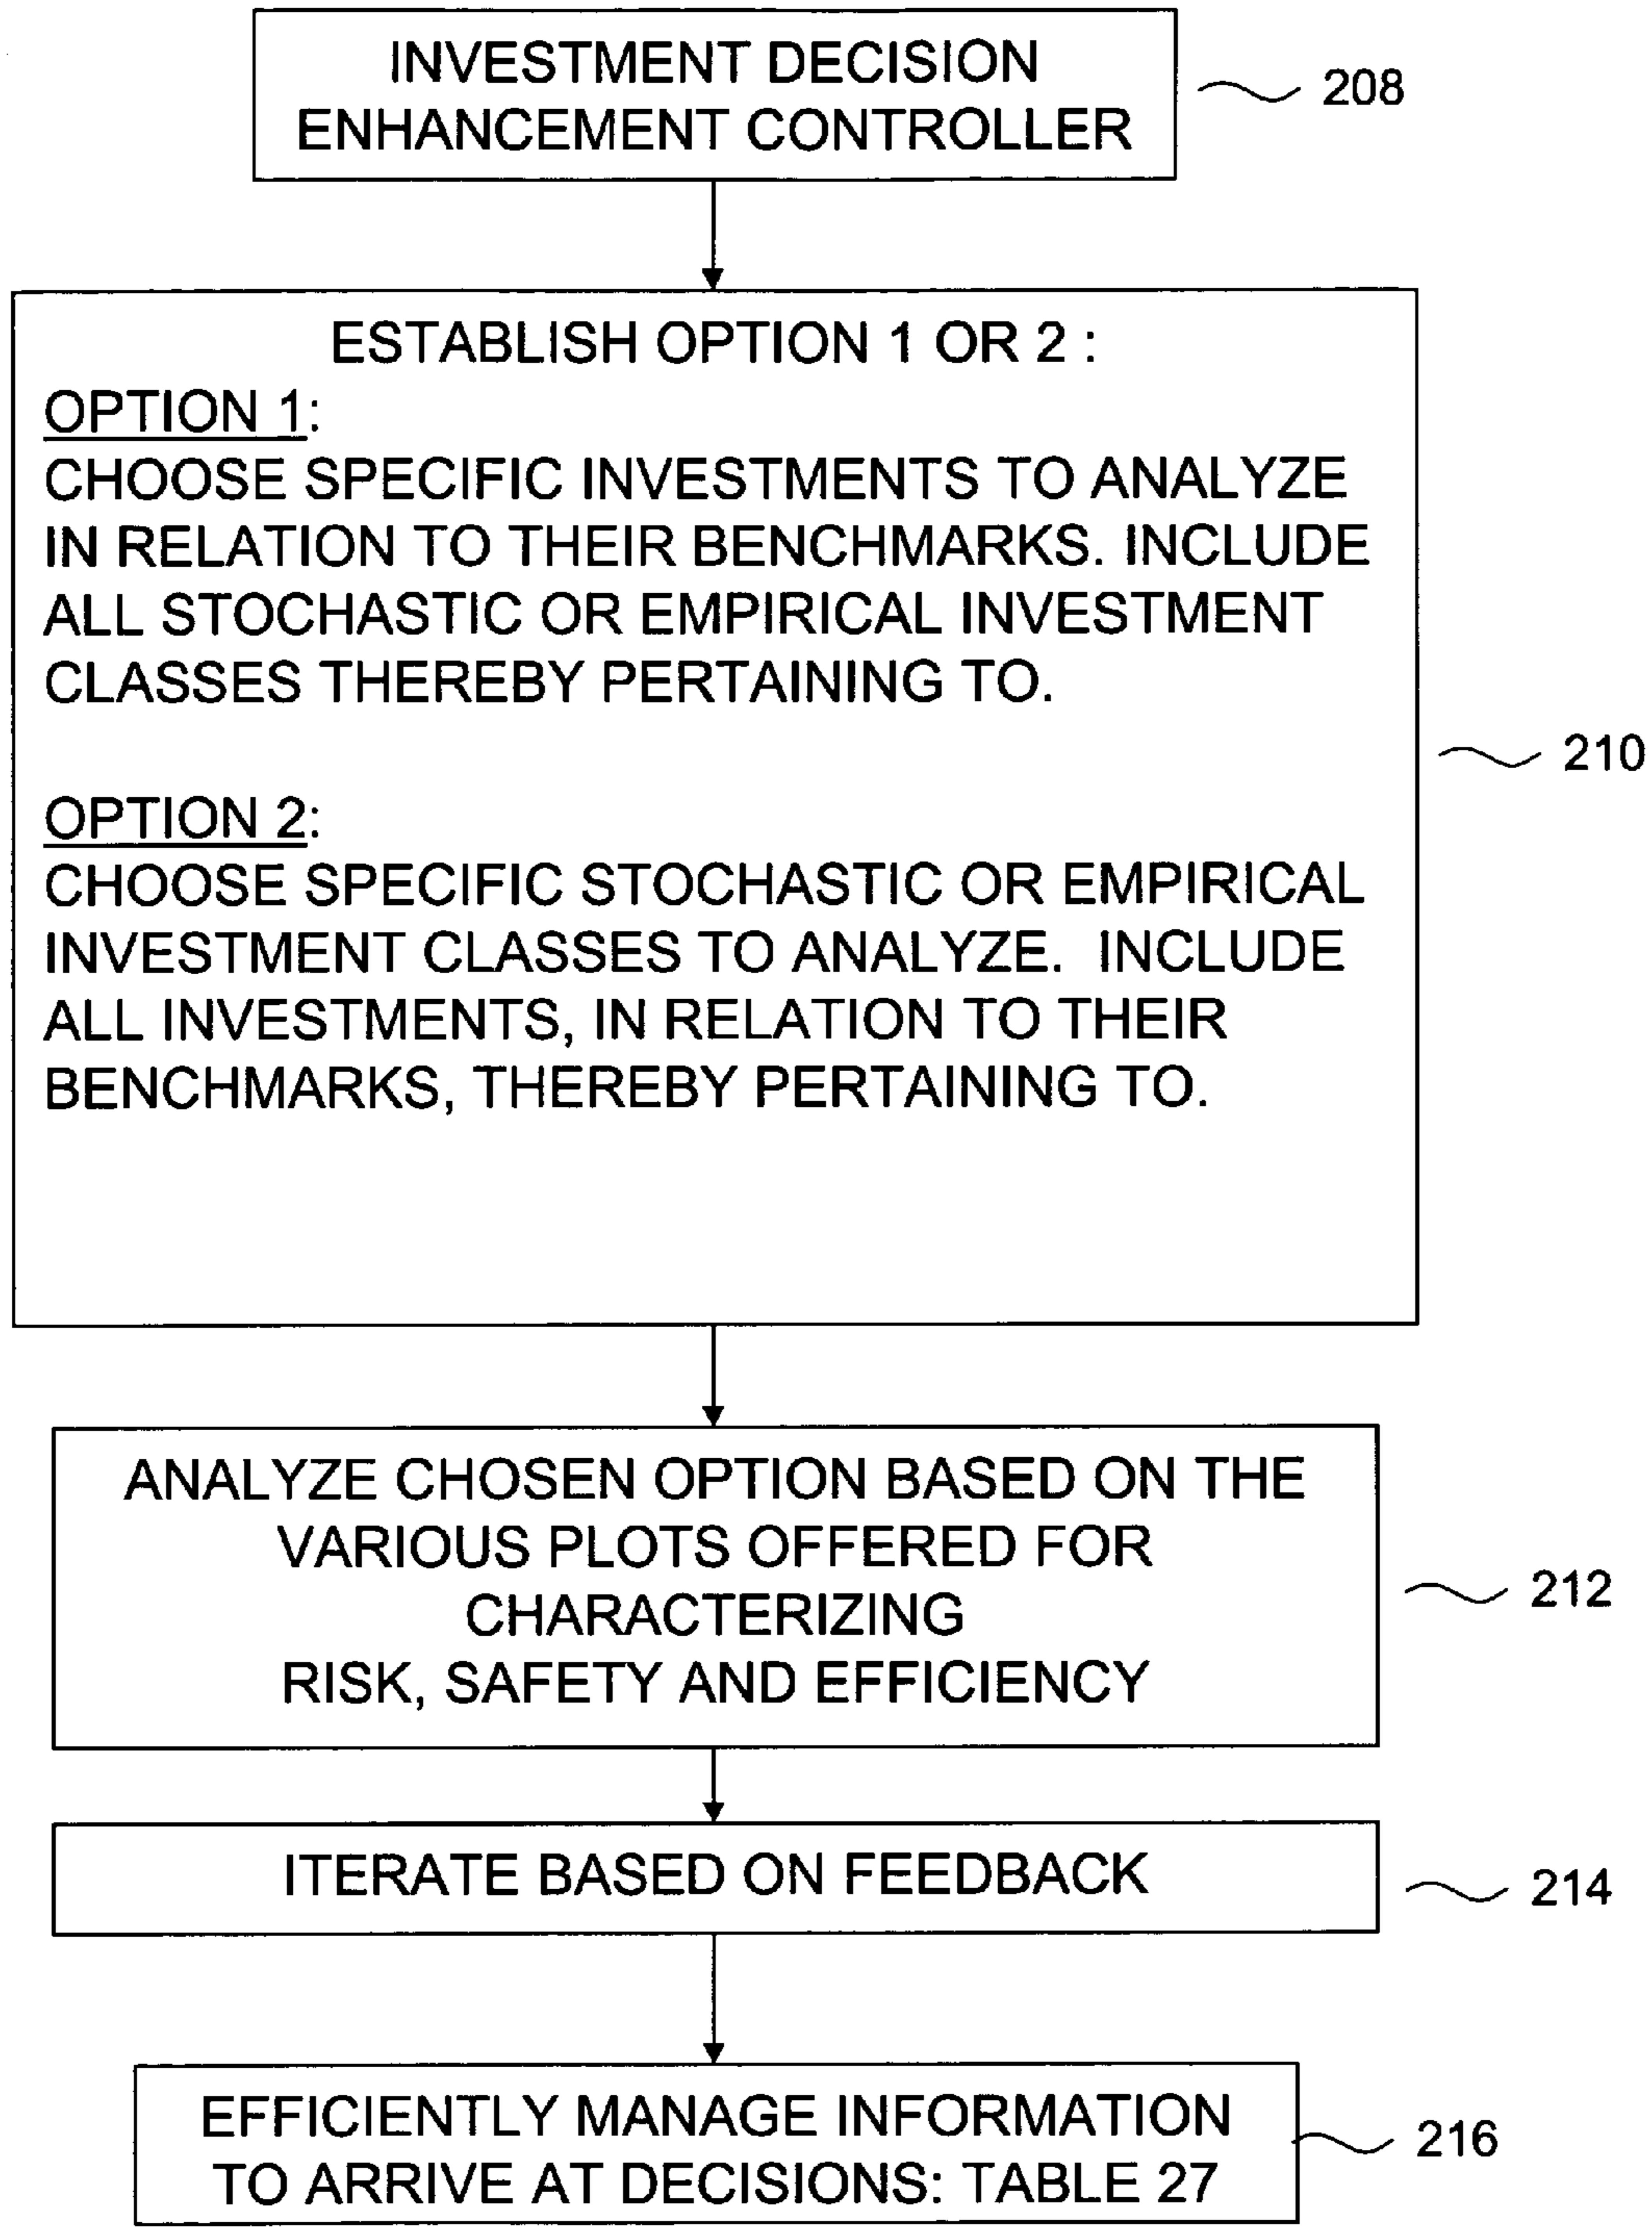 INVESTMENT DECISION
ENHANCEMENT CONTROLLER
208
ESTABLISH OPTION 1 OR 2 :
OPTION 1:
CHOOSE SPECIFIC INVESTMENTS TO ANALYZE
IN RELATION TO THEIR BENCHMARKS. INCLUDE
ALL STOCHASTIC OR EMPIRICAL INVESTMENT
CLASSES THEREBY PERTAINING TO.
210
OPTION 2:
CHOOSE SPECIFIC STOCHASTIC OR EMPIRICAL
INVESTMENT CLASSES TO ANALYZE. INCLUDE
ALL INVESTMENTS, IN RELATION TO THEIR
BENCHMARKS, THEREBY PERTAINING TO.
ANALYZE CHOSEN OPTION BASED ON THE
VARIOUS PLOTS OFFERED FOR
CHARACTERIZING
RISK, SAFETY AND EFFICIENCY
212
ITERATE BASED ON FEEDBACK
214
EFFICIENTLY MANAGE INFORMATION
TO ARRIVE AT DECISIONS: TABLE 27
216